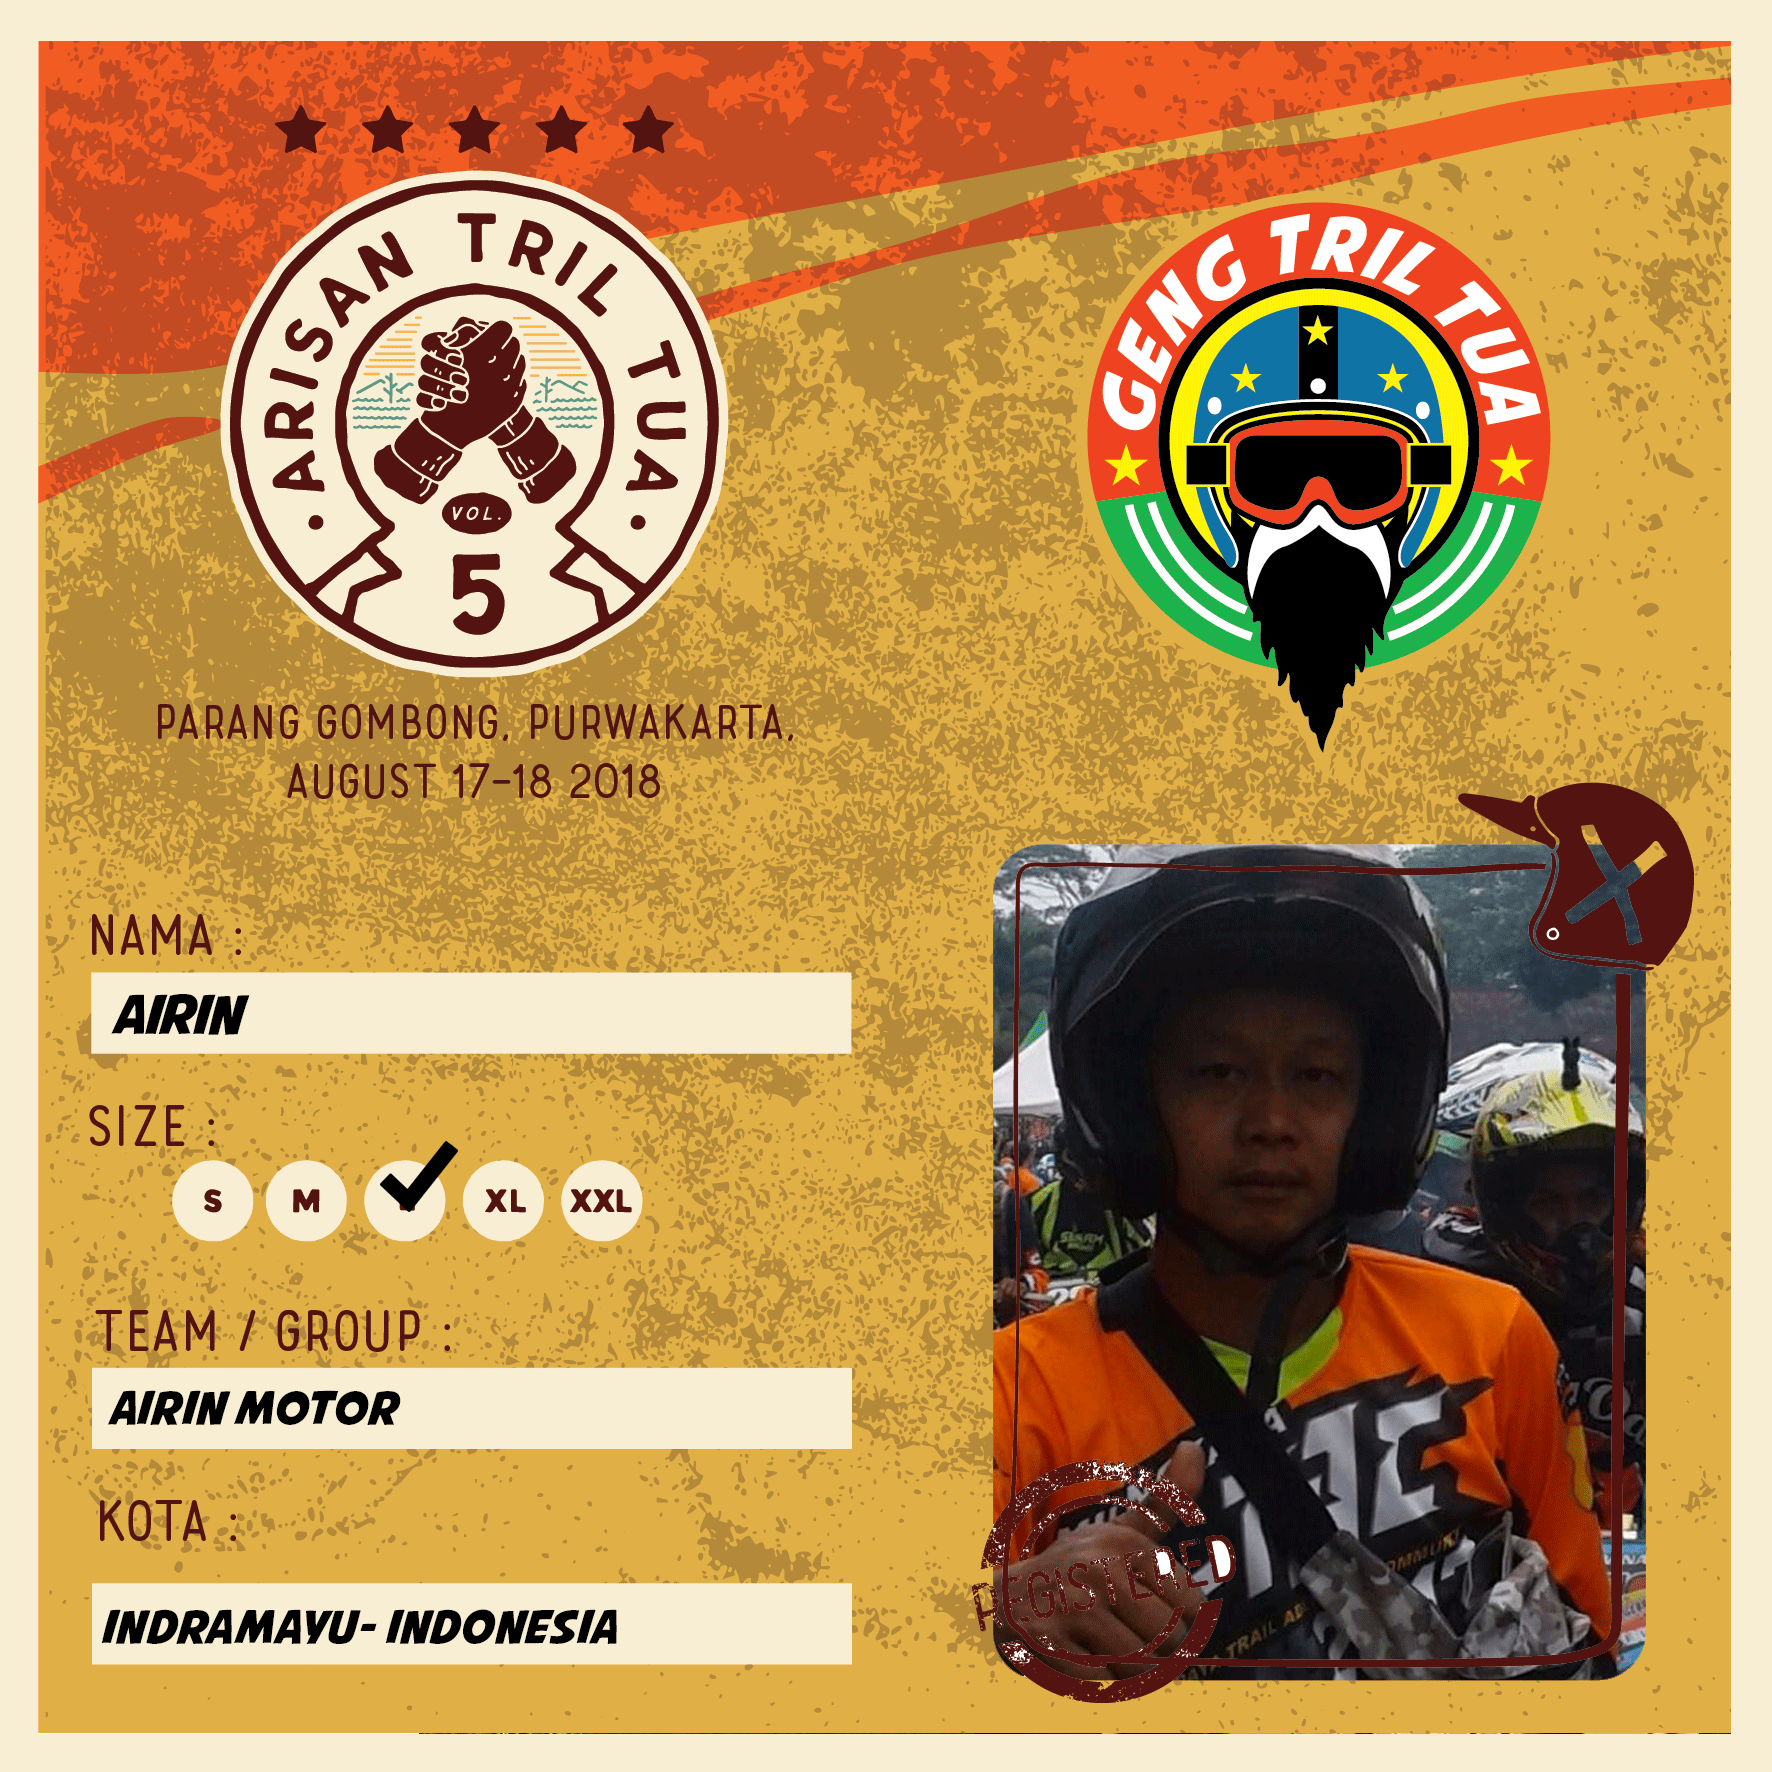 ARISAN TRIL TUA
VOL.
5
GENG TRIL TUA
PARANG GOMBONG, PURWAKARTA,
AUGUST 17-18 2018
NAMA :
AIRIN
SIZE :
S M XL XXL
TEAM / GROUP :
AIRIN MOTOR
KOTA :
INDRAMAYU- INDONESIA
REGISTERED